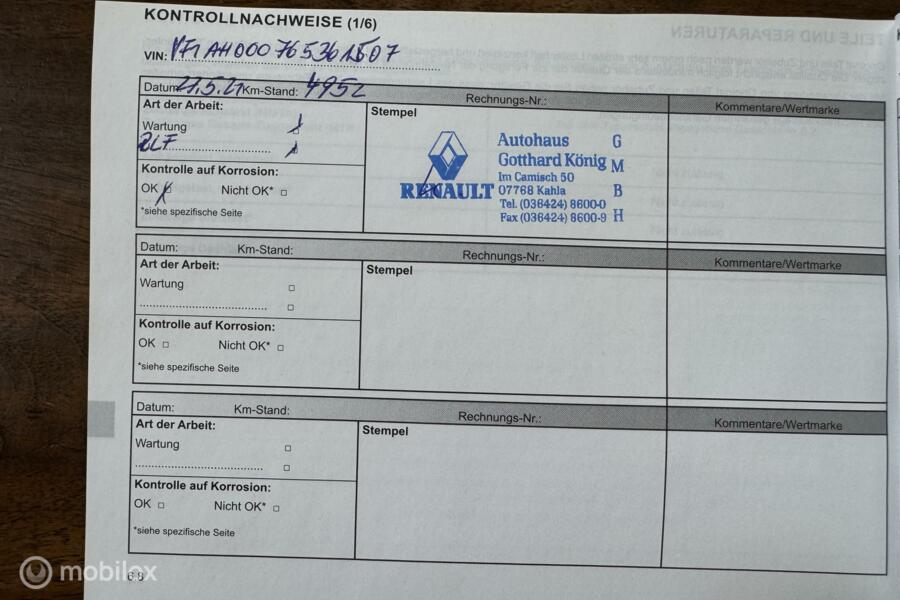 KONTROLLNACHWEISE (1/6)
VIN:
Datum: 27.5.21 Km-Stand: 4952
Rechnungs-Nr.:
Kommentare/Wertmarke
Art der Arbeit:
Wartung
Kontrolle auf Korrosion:
OK Nicht OK*
*siehe spezifische Seite
Stempel
RENAULT
Autohaus G
Gotthard König M
Im Camisch 50
07768 Kahla B
Tel. (036424) 8600-0
Fax (036424) 8600-9 H
Datum: Km-Stand:
Rechnungs-Nr.:
Kommentare/Wertmarke
Art der Arbeit:
Wartung
Kontrolle auf Korrosion:
OK Nicht OK*
*siehe spezifische Seite
Stempel
Datum: Km-Stand:
Rechnungs-Nr.:
Kommentare/Wertmarke
Art der Arbeit:
Wartung
Kontrolle auf Korrosion:
OK Nicht OK*
*siehe spezifische Seite
Stempel
mobilox